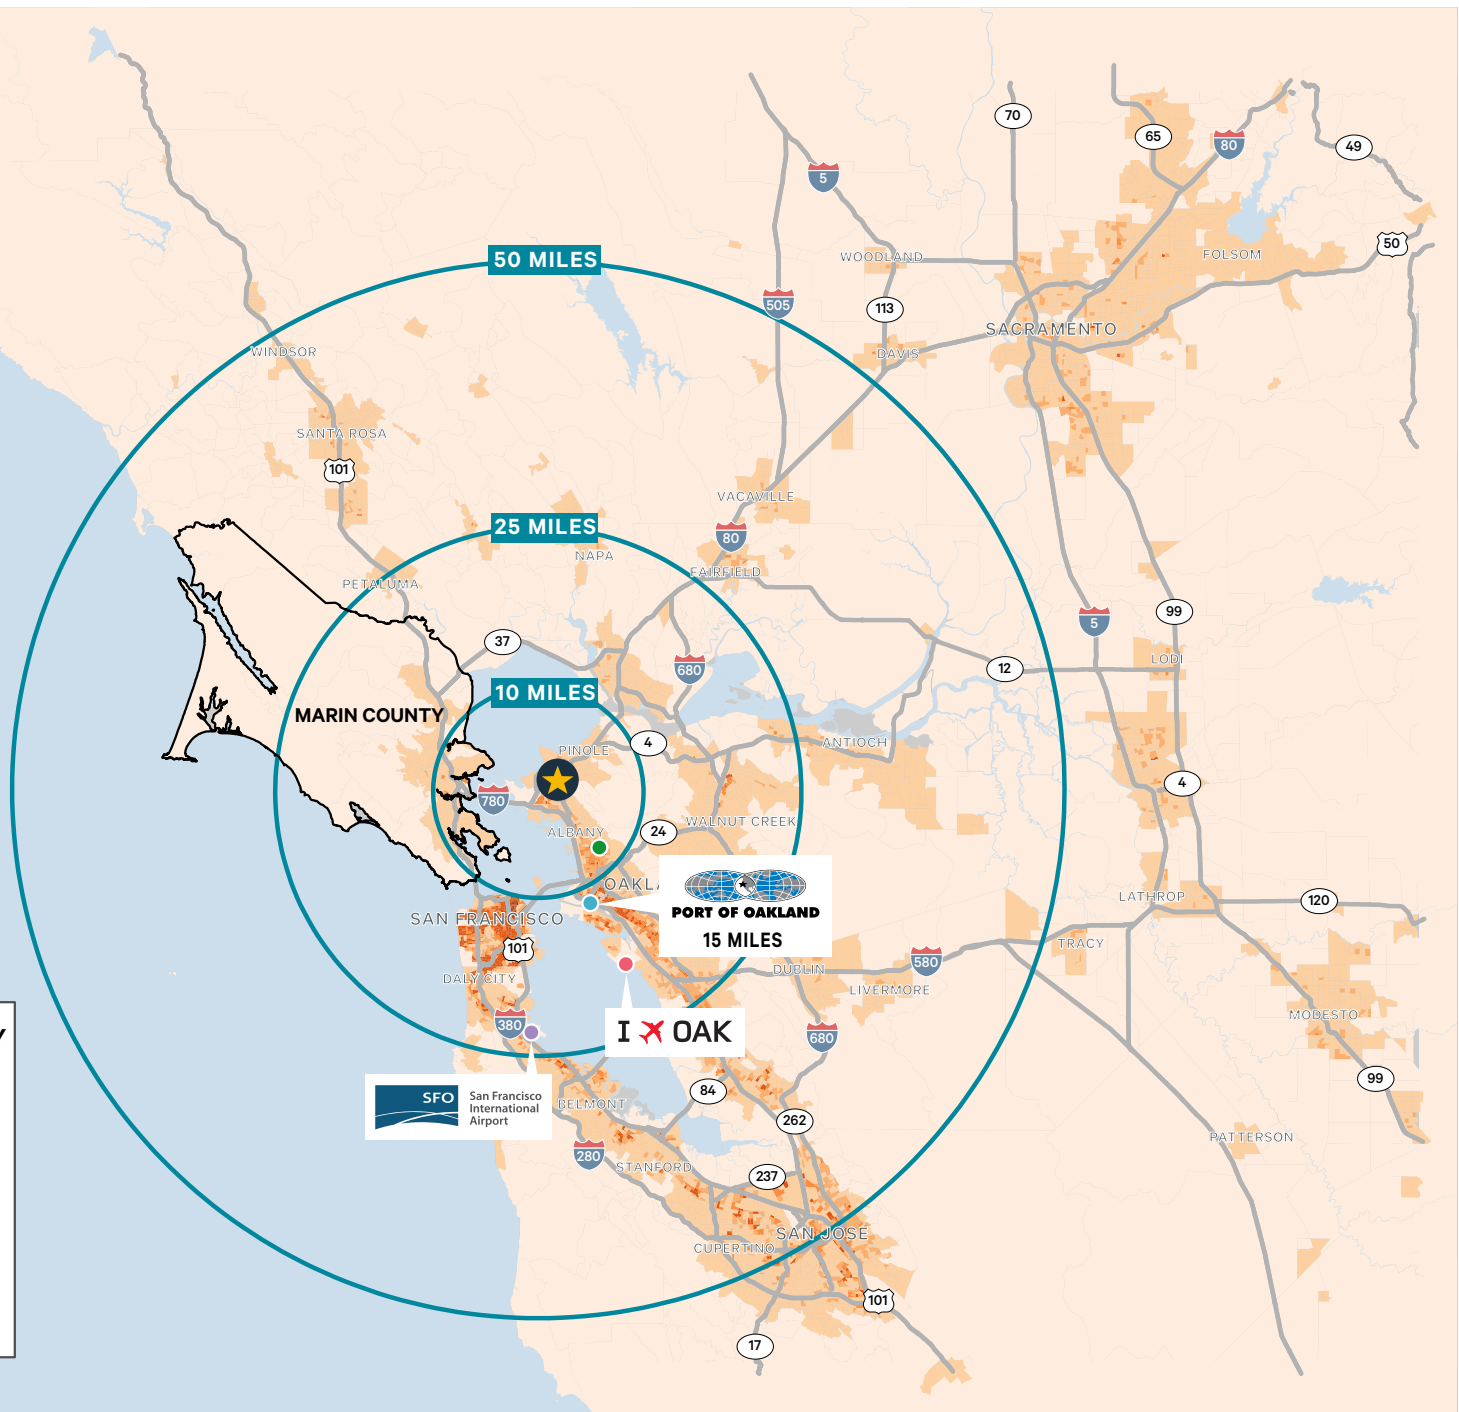 70
65
80
49
5
50
WOODLAND
FOLSOM
50 MILES
505
113
SACRAMENTO
WINDSOR
DAVIS
SANTA ROSA
101
VACAVILLE
25 MILES
80
NAPA
FAIRFIELD
PETALUMA
99
5
37
LODI
680
12
10 MILES
MARIN COUNTY
4
ANTIOCH
PINOLE
4
780
WALNUT CREEK
ALBANY
24
OAKLA
PORT OF OAKLAND
15 MILES
LATHROP
120
SAN FRANCISCO
101
TRACY
580
DUBLIN
DALY CITY
LIVERMORE
MODESTO
380
I OAK
680
99
84
SFO
San Francisco
International
Airport
BELMONT
262
PATTERSON
280
STANFORD
237
SAN JOSE
CUPERTINO
101
17